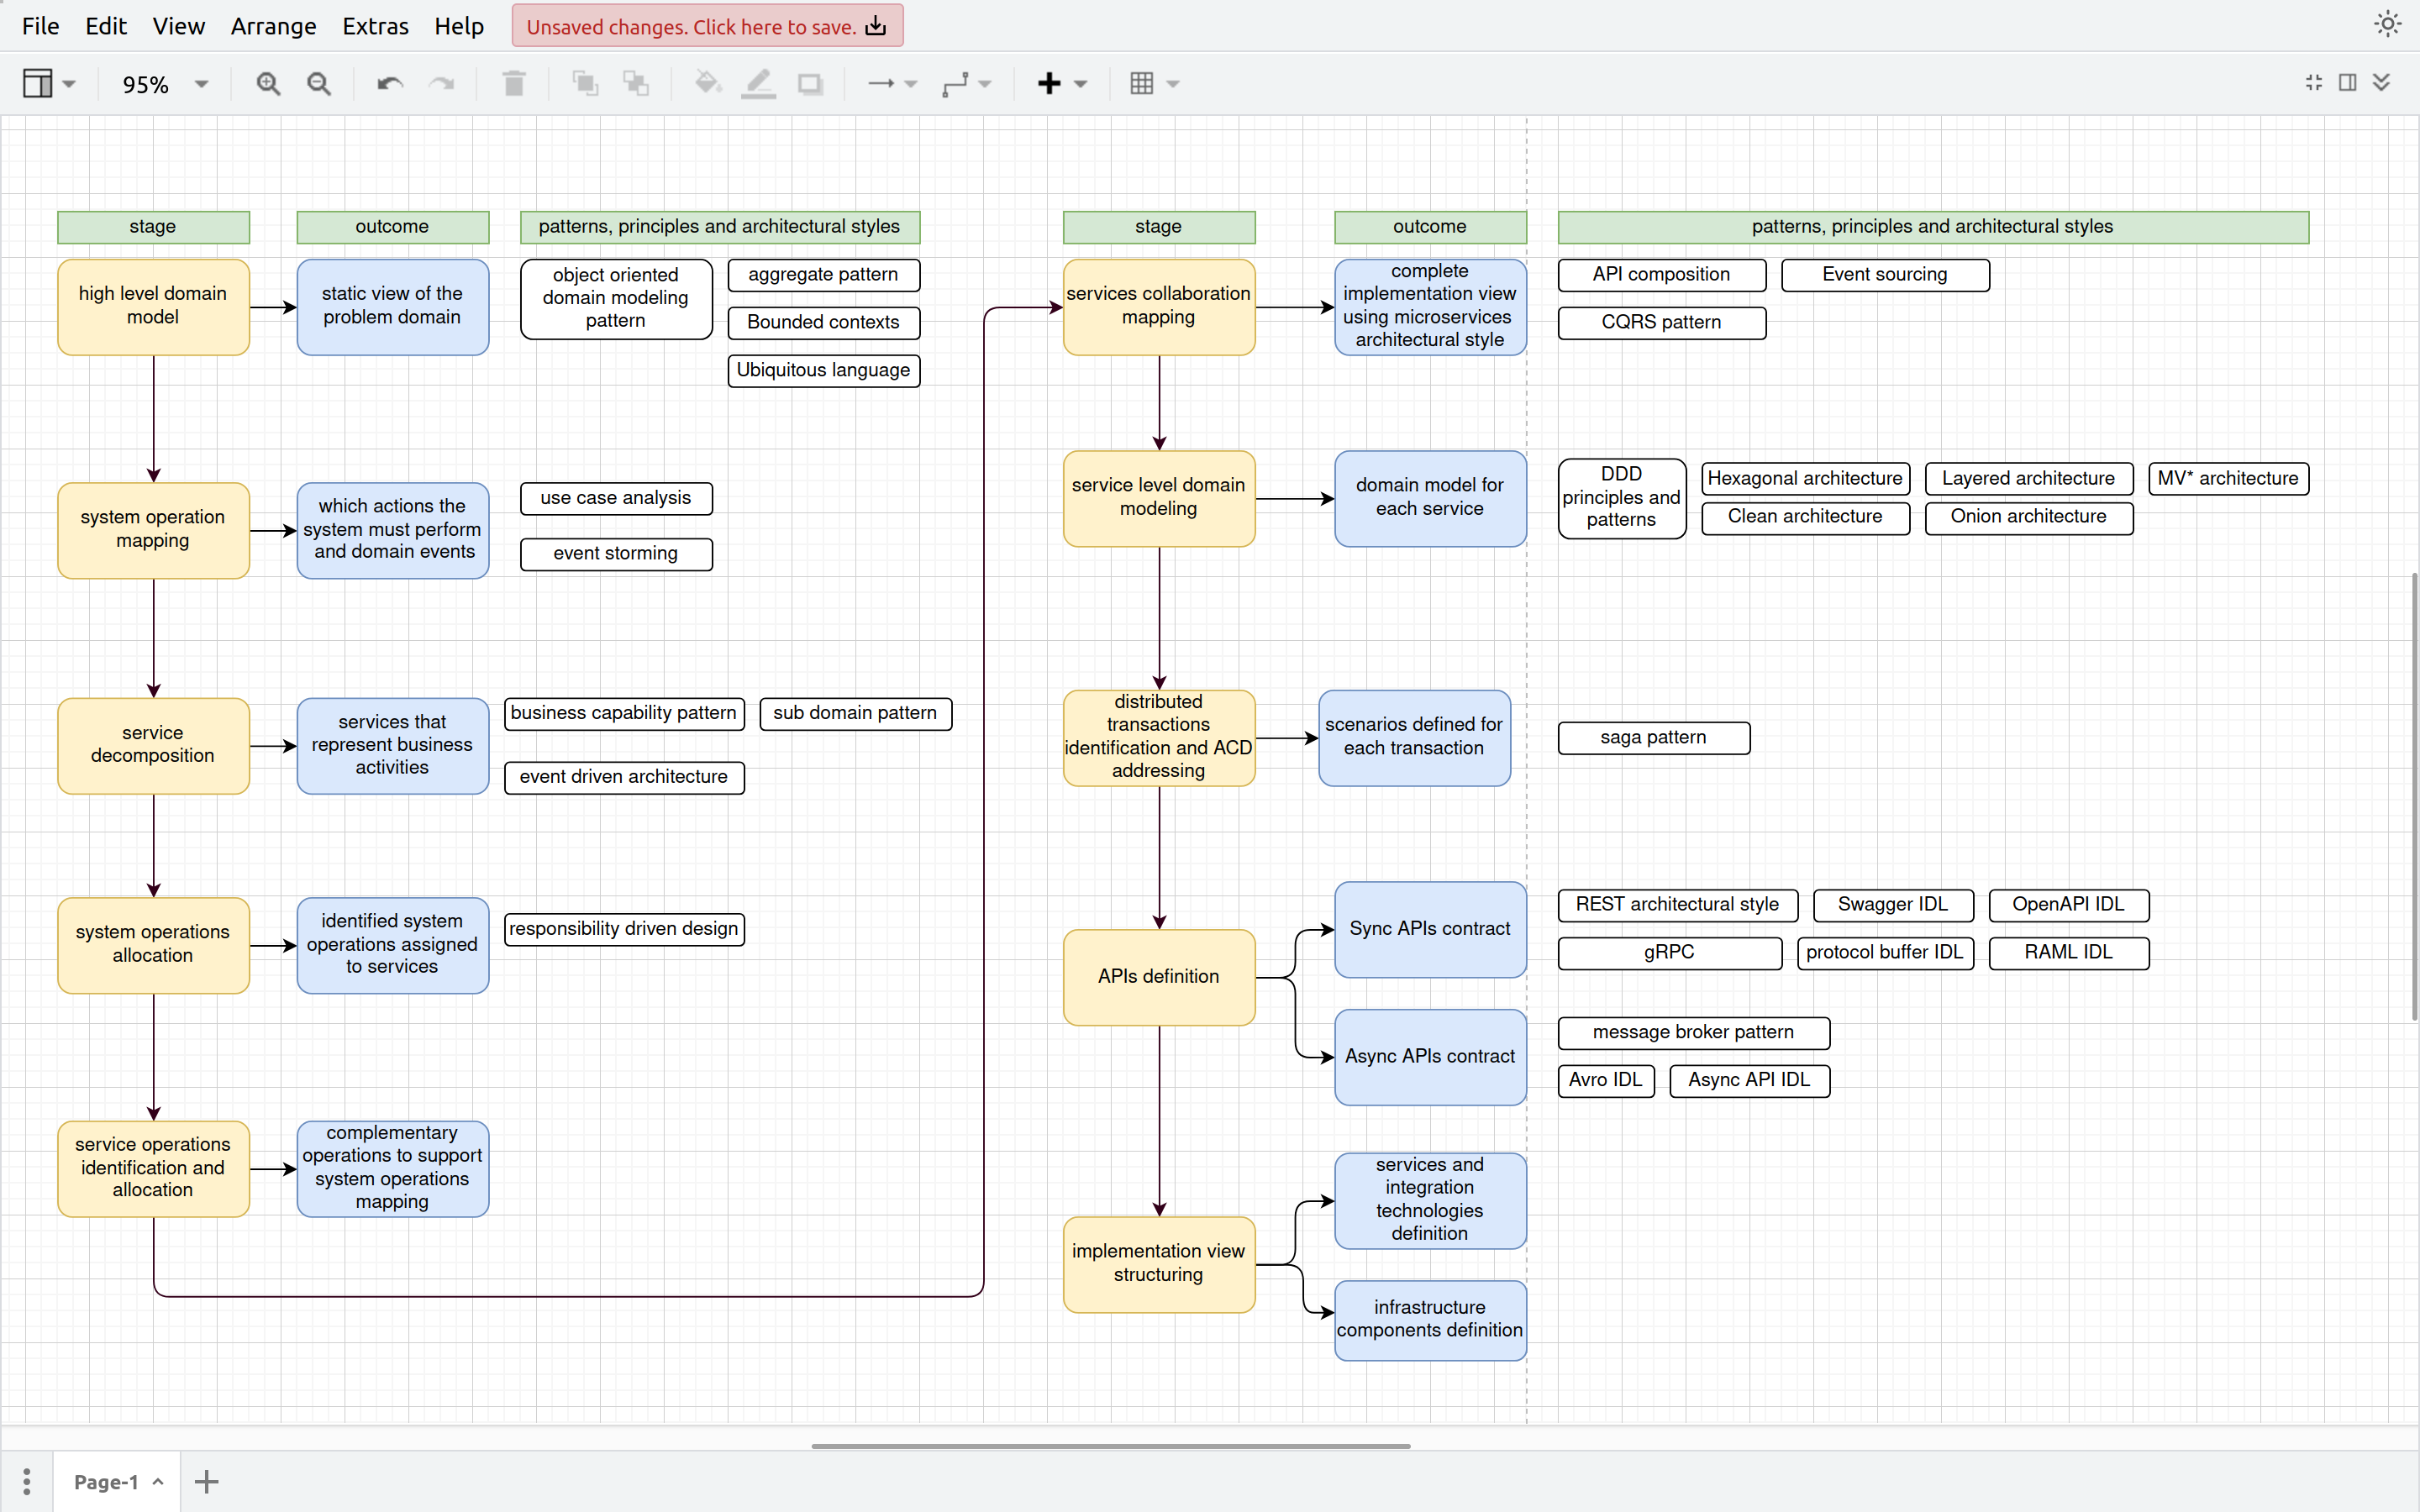 File Edit View Arrange Extras Help Unsaved changes. Click here to save.
95%
stage
outcome
patterns, principles and architectural styles
high level domain
model
static view of the
problem domain
object oriented
domain modeling
pattern
aggregate pattern
Bounded contexts
Ubiquitous language
system operation
mapping
which actions the
system must perform
and domain events
use case analysis
event storming
service
decomposition
services that
represent business
activities
business capability pattern
sub domain pattern
event driven architecture
system operations
allocation
identified system
operations assigned
to services
responsibility driven design
service operations
identification and
allocation
complementary
operations to support
system operations
mapping
stage
outcome
patterns, principles and architectural styles
services collaboration
mapping
complete
implementation view
using microservices
architectural style
API composition
Event sourcing
CQRS pattern
service level domain
modeling
domain model for
each service
DDD
principles and
patterns
Hexagonal architecture
Layered architecture
MV* architecture
Clean architecture
Onion architecture
distributed
transactions
identification and ACD
addressing
scenarios defined for
each transaction
saga pattern
APIs definition
Sync APIs contract
REST architectural style
Swagger IDL
OpenAPI IDL
gRPC
protocol buffer IDL
RAML IDL
Async APIs contract
message broker pattern
Avro IDL
Async API IDL
implementation view
structuring
services and
integration
technologies
definition
infrastructure
components definition
Page-1